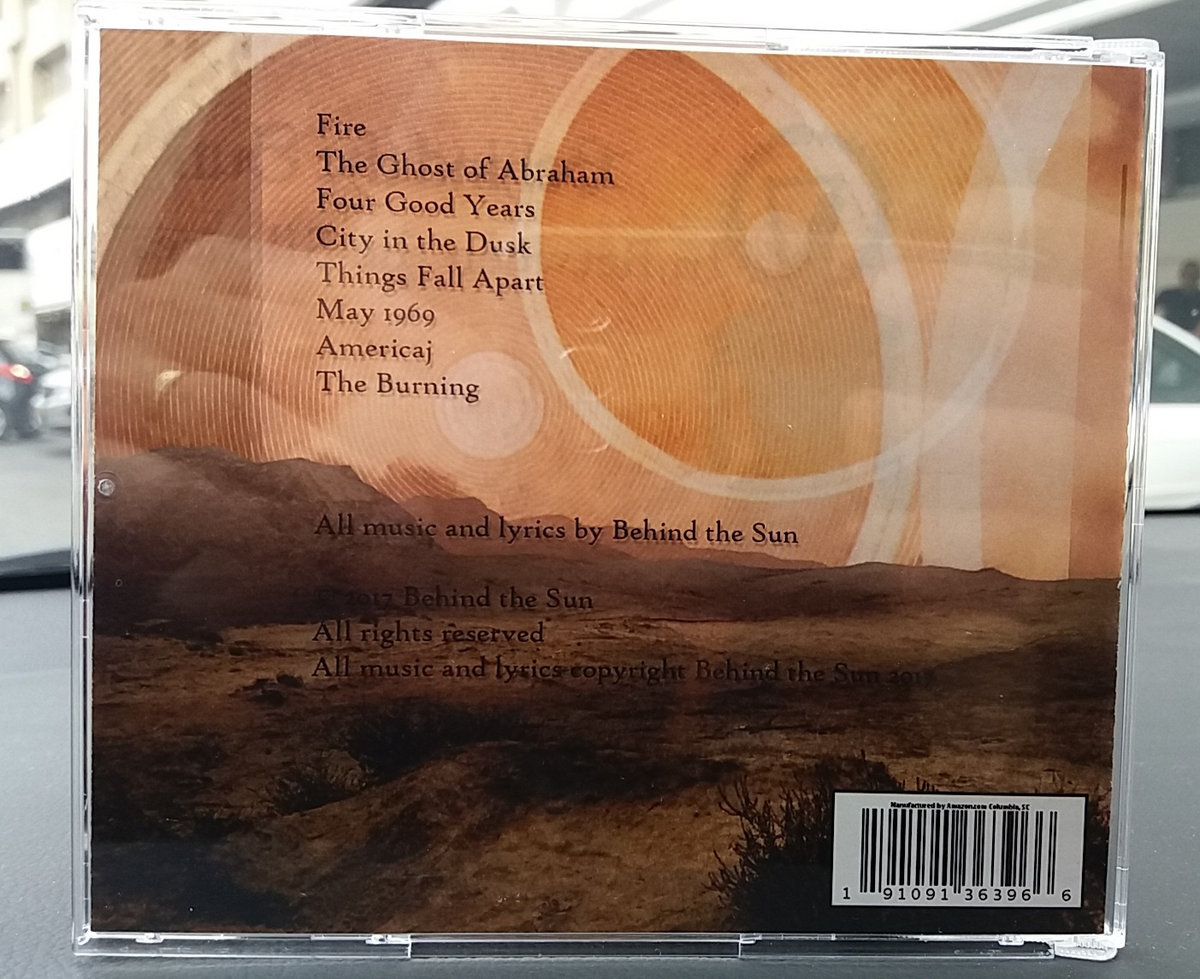 Fire
The Ghost of Abraham
Four Good Years
City in the Dusk
Things Fall Apart
May 1969
Americaj
The Burning
All music and lyrics by Behind the Sun
© 2017 Behind the Sun
All rights reserved
All music and lyrics copyright Behind the Sun 2017
Manufactured by Amazon.com Columbia, SC
1 91091 36396 6